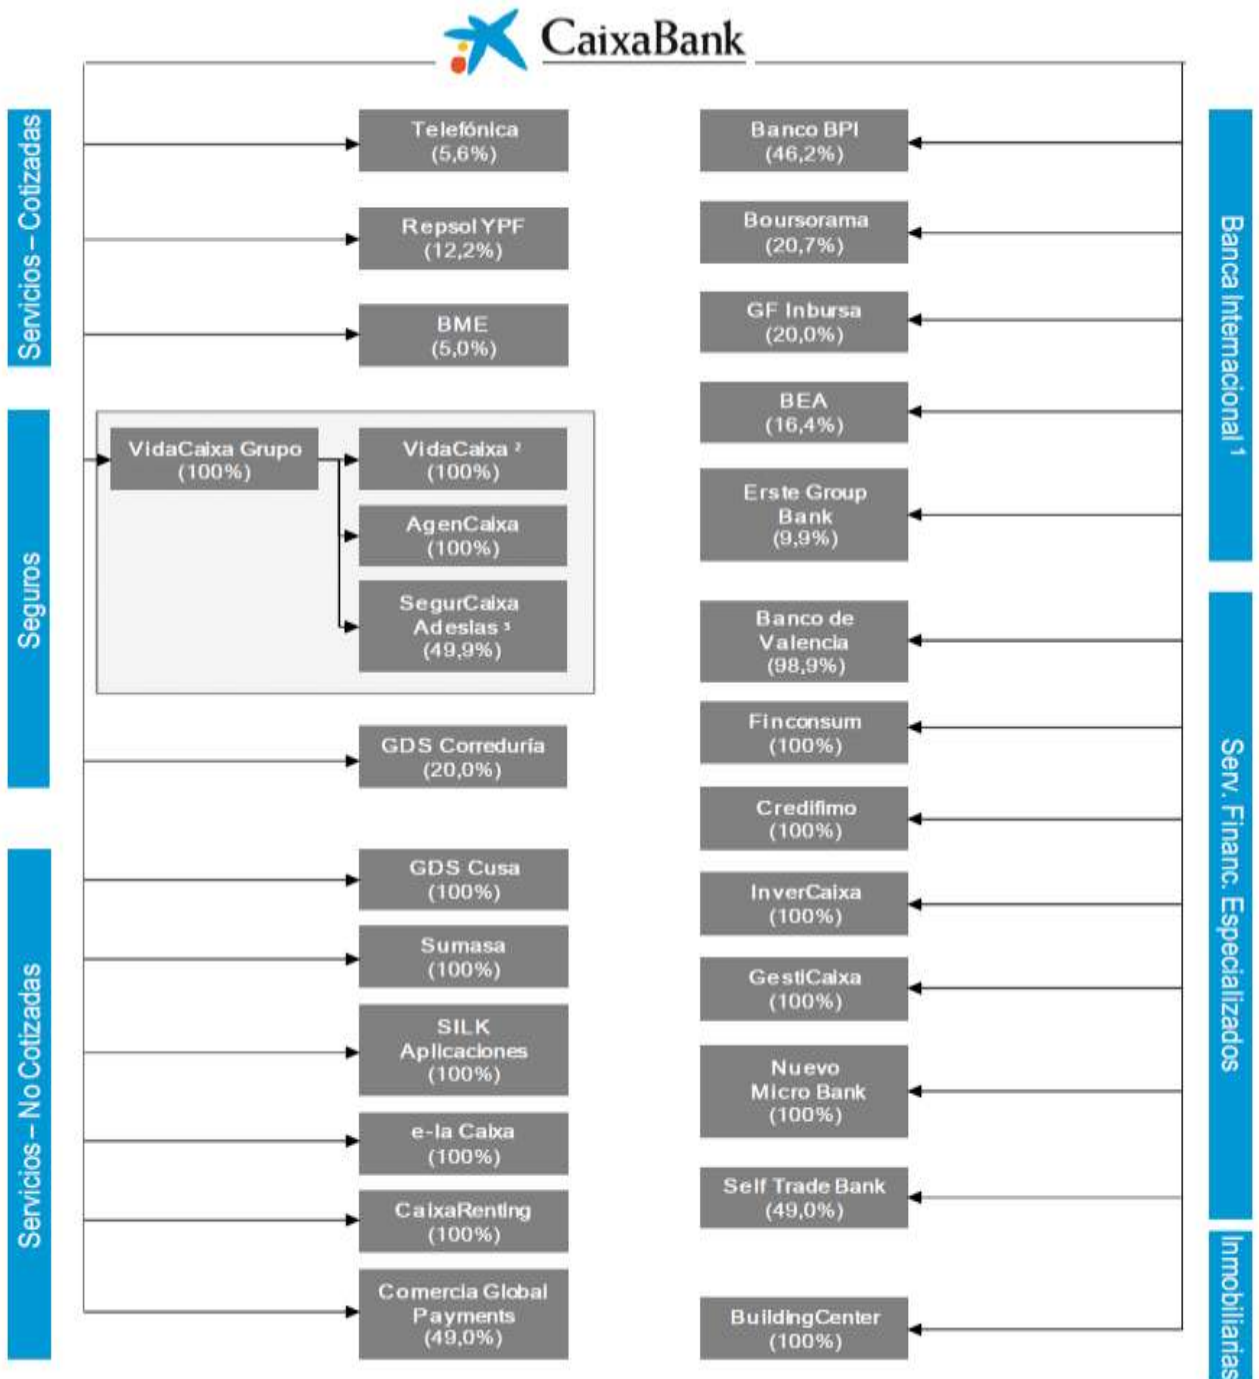 CaixaBank
Servicios – Cotizadas
Telefónica
(5,6%)
Repsol YPF
(12,2%)
BME
(5,0%)
Seguros
VidaCaixa Grupo
(100%)
VidaCaixa ²
(100%)
AgenCaixa
(100%)
SegurCaixa
Adeslas ³
(49,9%)
GDS Correduría
(20,0%)
Servicios – No Cotizadas
GDS Cusa
(100%)
Sumasa
(100%)
SILK
Aplicaciones
(100%)
e-la Caixa
(100%)
CaixaRenting
(100%)
Comercia Global
Payments
(49,0%)
Banca Internacional ¹
Banco BPI
(46,2%)
Boursorama
(20,7%)
GF Inbursa
(20,0%)
BEA
(16,4%)
Erste Group
Bank
(9,9%)
Serv. Financ. Especializados
Banco de
Valencia
(98,9%)
Finconsum
(100%)
Credifimo
(100%)
InverCaixa
(100%)
GestiCaixa
(100%)
Nuevo
Micro Bank
(100%)
Self Trade Bank
(49,0%)
Inmobiliarias
BuildingCenter
(100%)